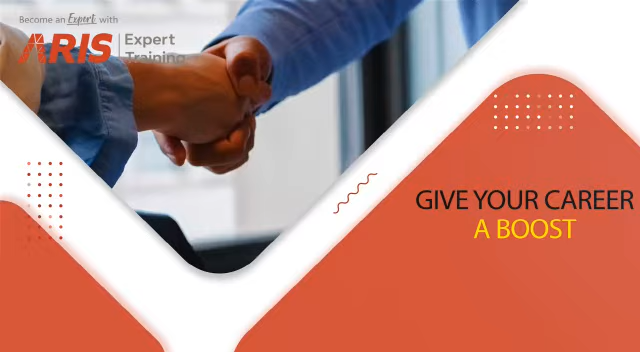 Become an Expert with
ARIS
Expert
Training
GIVE YOUR CAREER
A BOOST